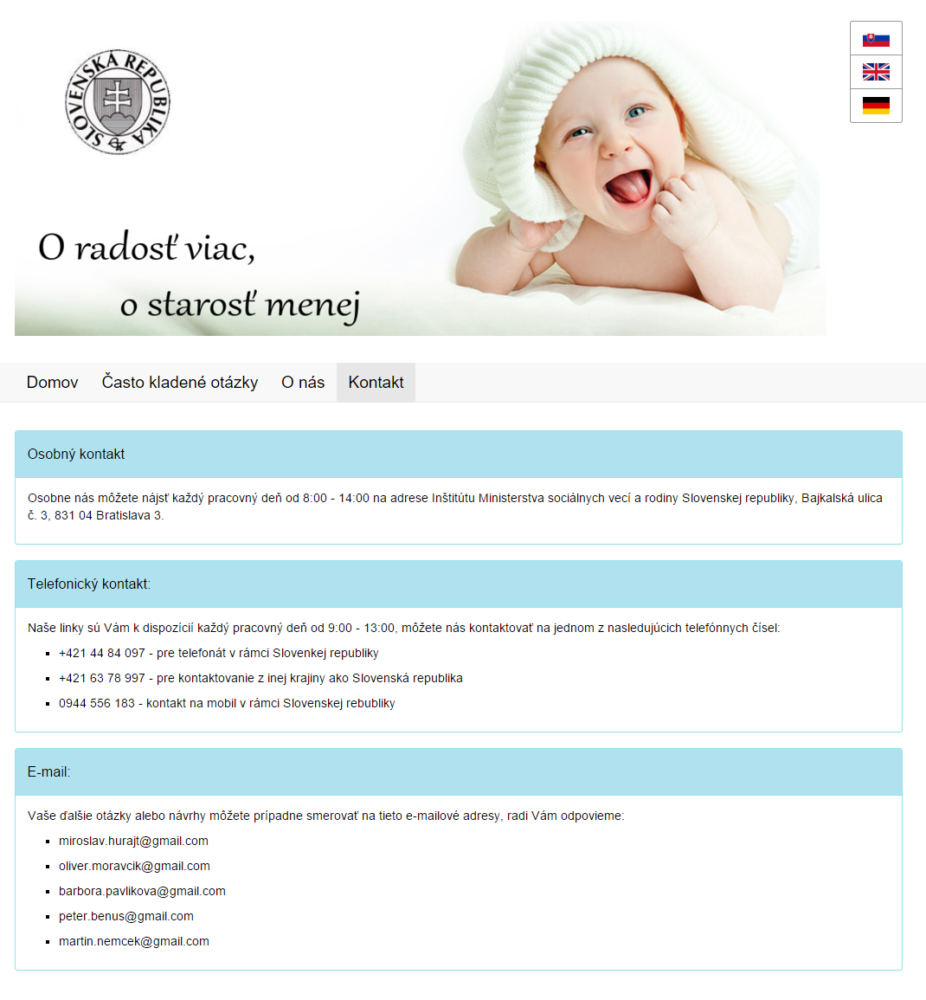 SLOVENSKÁ REPUBLIKA
O radosť viac,
o starosť menej
Domov Často kladené otázky O nás Kontakt
Osobný kontakt
Osobne nás môžete nájsť každý pracovný deň od 8:00 - 14:00 na adrese Inštitútu Ministerstva sociálnych vecí a rodiny Slovenskej republiky, Bajkalská ulica
č. 3, 831 04 Bratislava 3.
Telefonický kontakt:
Naše linky sú Vám k dispozícií každý pracovný deň od 9:00 - 13:00, môžete nás kontaktovať na jednom z nasledujúcich telefónnych čísel:
+421 44 84 097 - pre telefonát v rámci Slovenkej republiky
+421 63 78 997 - pre kontaktovanie z inej krajiny ako Slovenská republika
0944 556 183 - kontakt na mobil v rámci Slovenskej rebubliky
E-mail:
Vaše ďalšie otázky alebo návrhy môžete prípadne smerovať na tieto e-mailové adresy, radi Vám odpovieme:
miroslav.hurajt@gmail.com
oliver.moravcik@gmail.com
barbora.pavlikova@gmail.com
peter.benus@gmail.com
martin.nemcek@gmail.com